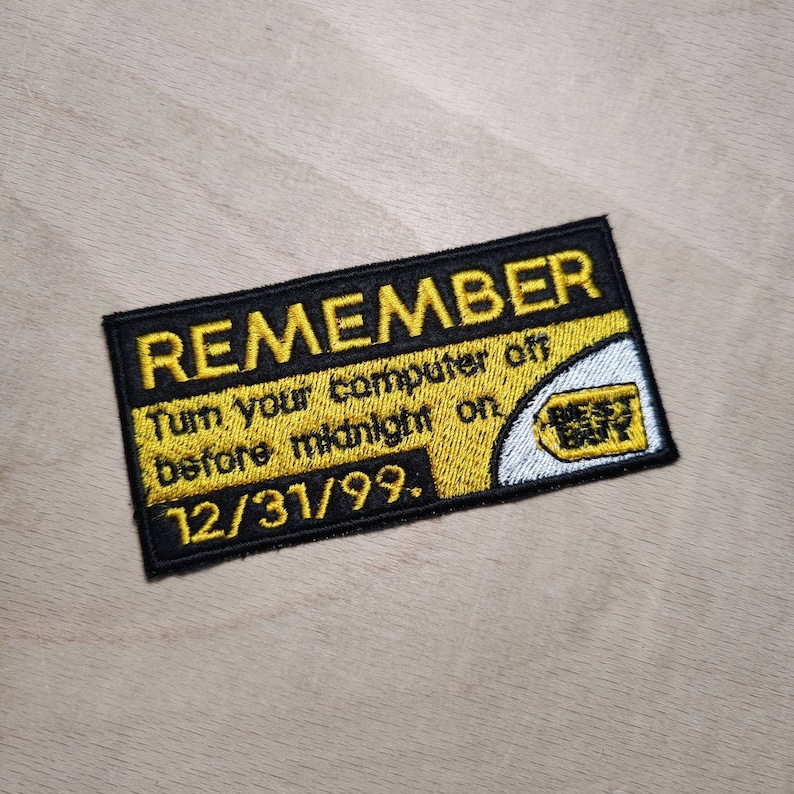 REMEMBER
Turn your computer off
before midnight on
12/31/99.
BEST
BUY